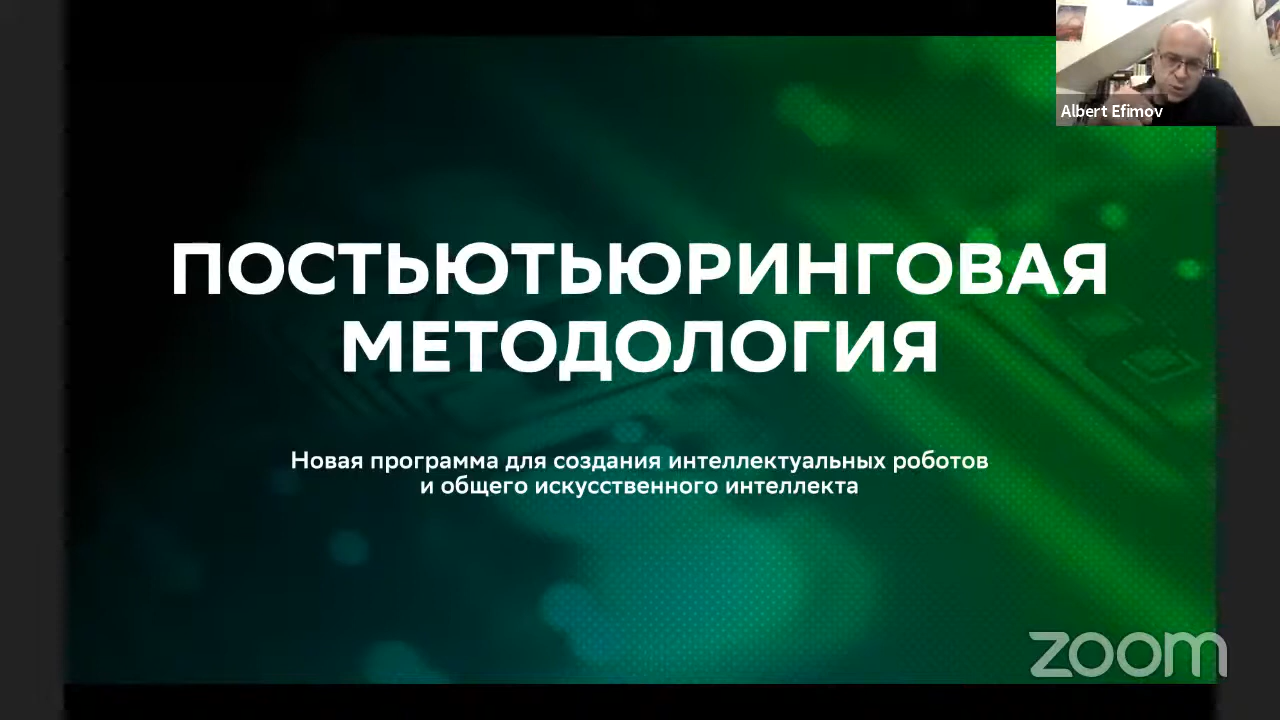 Albert Efimov
ПОСТЬЮТЬЮРИНГОВАЯ
МЕТОДОЛОГИЯ
Новая программа для создания интеллектуальных роботов
и общего искусственного интеллекта
zoom